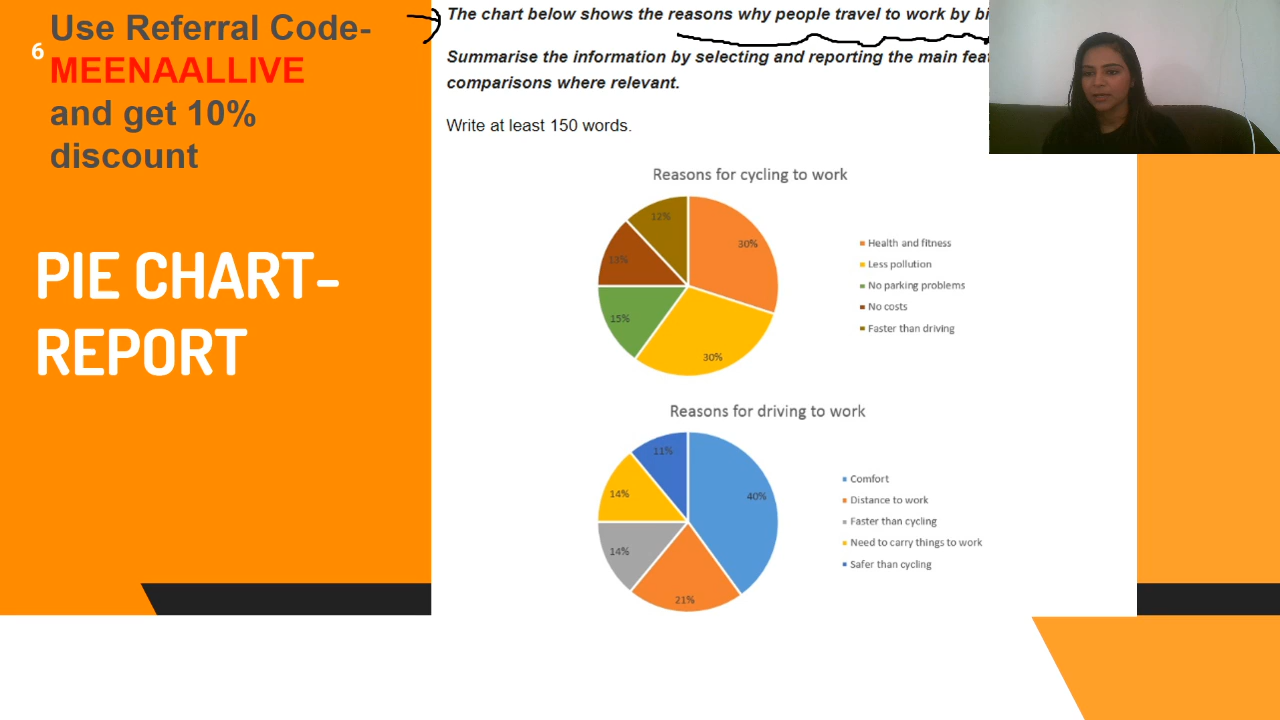 Use Referral Code-
6
MEENAALLIVE
and get 10%
discount
PIE CHART-
REPORT
The chart below shows the reasons why people travel to work by bi
Summarise the information by selecting and reporting the main feat
comparisons where relevant.
Write at least 150 words.
Reasons for cycling to work
12%
30%
13%
15%
30%
Health and fitness
Less pollution
No parking problems
No costs
Faster than driving
Reasons for driving to work
11%
40%
14%
14%
21%
Comfort
Distance to work
Faster than cycling
Need to carry things to work
Safer than cycling